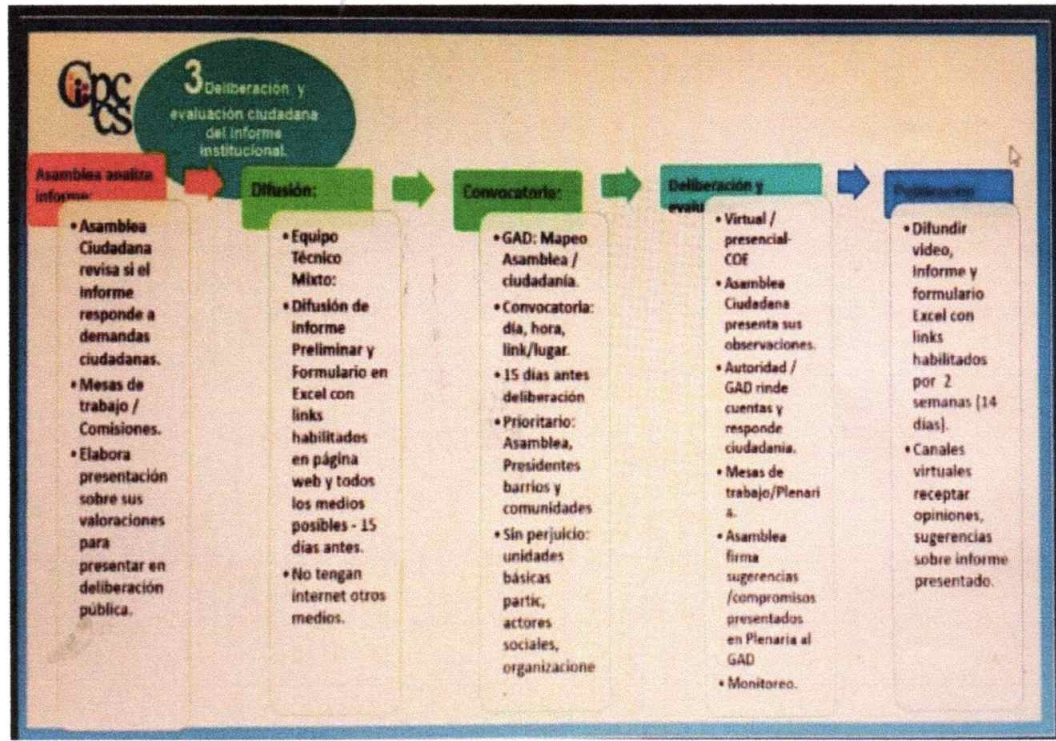 Cpc
cs
3 Deliberación y
evaluación ciudadana
del informe
institucional.
Asamblea analiza
informe:
• Asamblea
Ciudadana
revisa si el
informe
responde a
demandas
ciudadanas.
• Mesas de
trabajo /
Comisiones.
• Elabora
presentación
sobre sus
valoraciones
para
presentar en
deliberación
pública.
Difusión:
• Equipo
Técnico
Mixto:
• Difusión de
informe
Preliminar y
Formulario en
Excel con
links
habilitados
en página
web y todos
los medios
posibles - 15
días antes.
• No tengan
internet otros
medios.
Convocatoria:
• GAD: Mapeo
Asamblea /
ciudadanía.
• Convocatoria:
día, hora,
link/lugar.
• 15 días antes
deliberación
• Prioritario:
Asamblea,
Presidentes
barrios y
comunidades
• Sin perjuicio:
unidades
básicas
partic,
actores
sociales,
organizacione
Deliberación y
evalu
• Virtual /
presencial-
COE
• Asamblea
Ciudadana
presenta sus
observaciones.
• Autoridad /
GAD rinde
cuentas y
responde
ciudadanía.
• Mesas de
trabajo/Plenari
a.
• Asamblea
firma
sugerencias
/compromisos
presentados
en Plenaria al
GAD
• Monitoreo.
• Difundir
video,
Informe y
formulario
Excel con
links
habilitados
por 2
semanas (14
días).
• Canales
virtuales
receptar
opiniones,
sugerencias
sobre informe
presentado.